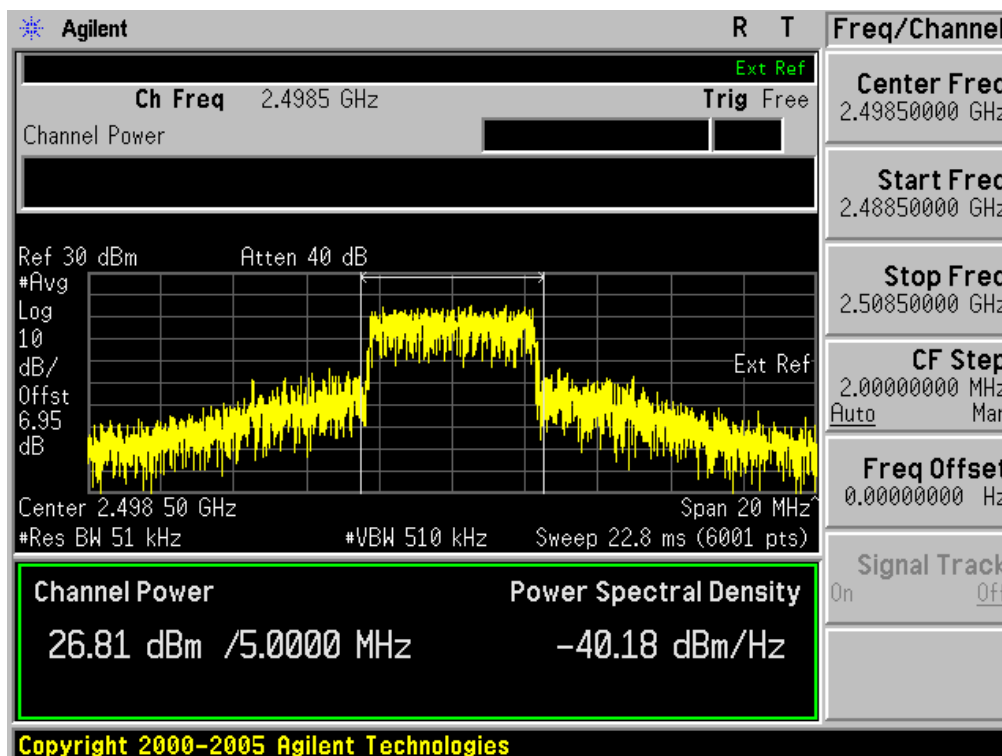 Agilent R T Freq/Channel
Ext Ref
Ch Freq 2.4985 GHz Trig Free
Channel Power
Center Freq
2.49850000 GHz
Start Freq
2.48850000 GHz
Stop Freq
2.50850000 GHz
CF Step
2.00000000 MHz
Auto Man
Freq Offset
0.00000000 Hz
Signal Track
On Off
Ref 30 dBm Atten 40 dB
#Avg
Log
10
dB/
Offst
6.95
dB
Ext Ref
Center 2.498 50 GHz Span 20 MHz^
#Res BW 51 kHz #VBW 510 kHz Sweep 22.8 ms (6001 pts)
Channel Power Power Spectral Density
26.81 dBm /5.0000 MHz -40.18 dBm/Hz
Copyright 2000-2005 Agilent Technologies